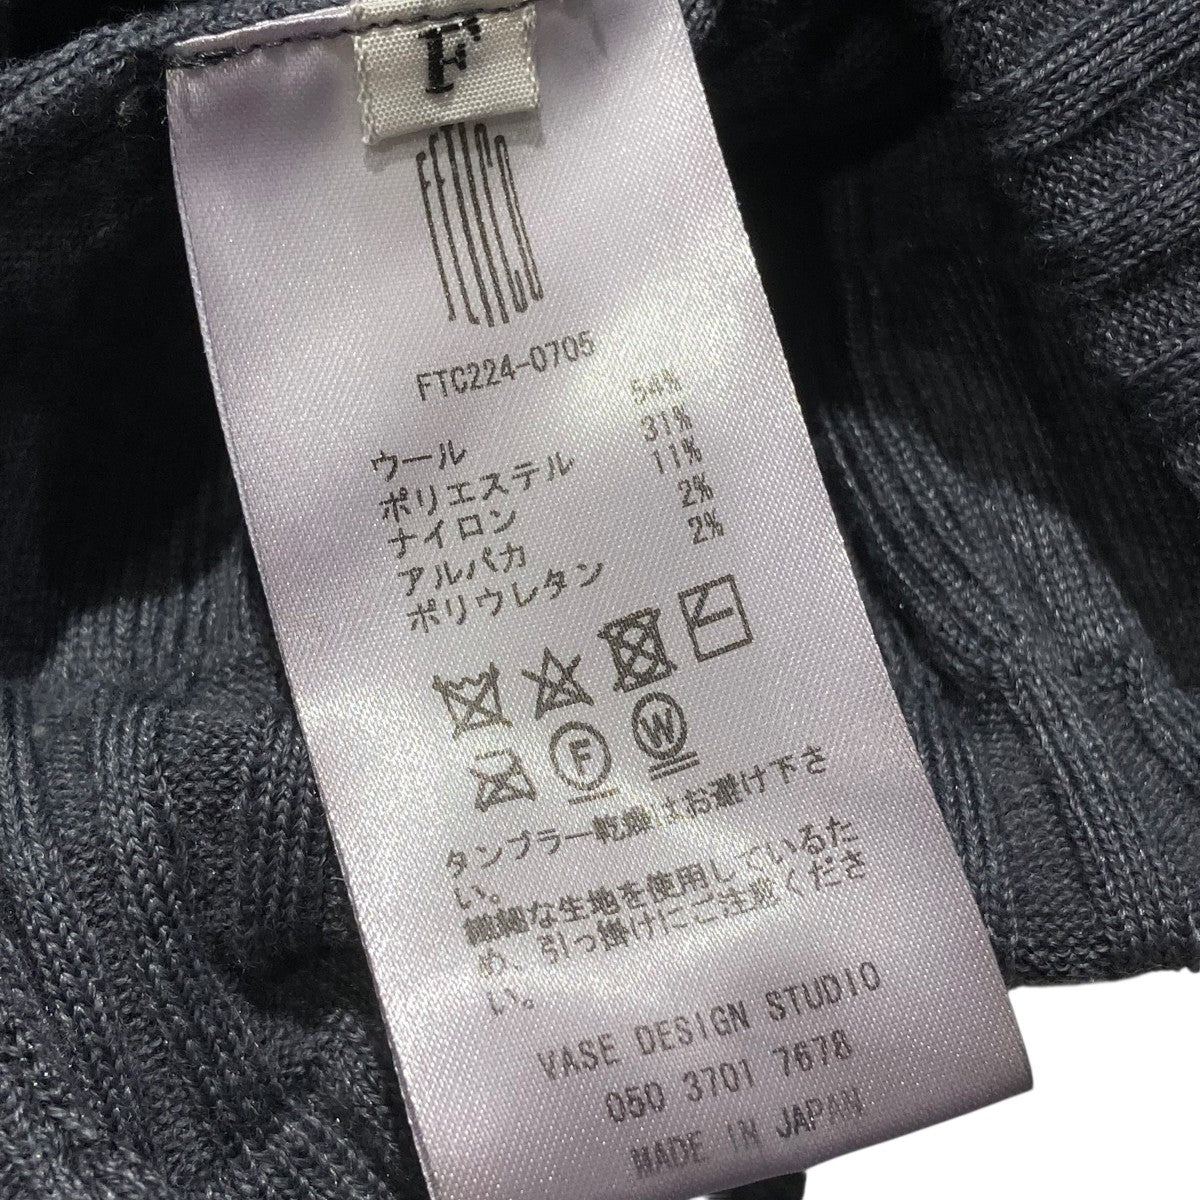 F
FETICO
FTC224-0705
ウール 54%
ポリエステル 31%
ナイロン 11%
アルパカ 2%
ポリウレタン 2%
F W
タンブラー乾燥はお避け下さ
い。
繊細な生地を使用しているた
め、引っ掛けにご注意くださ
い。
VASE DESIGN STUDIO
050 3701 7678
MADE IN JAPAN